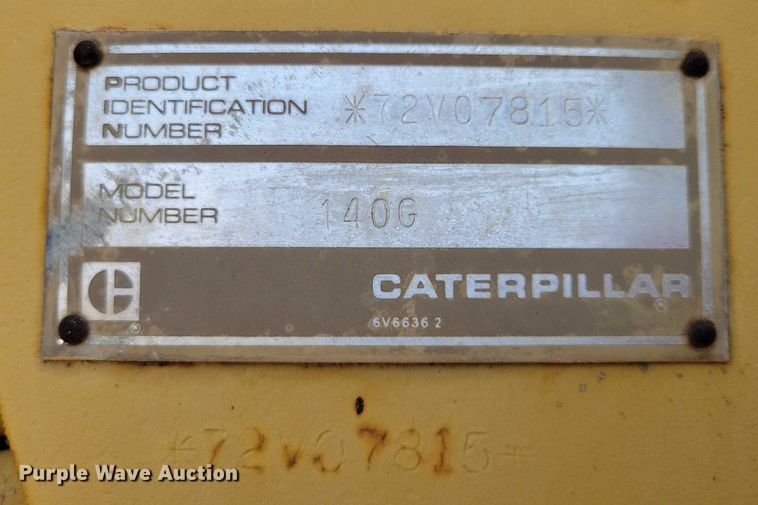 PRODUCT
IDENTIFICATION
NUMBER
*72V07815*
MODEL
NUMBER
140G
C
®
CATERPILLAR
®
6V6636 2
*72V07815*
Purple Wave Auction